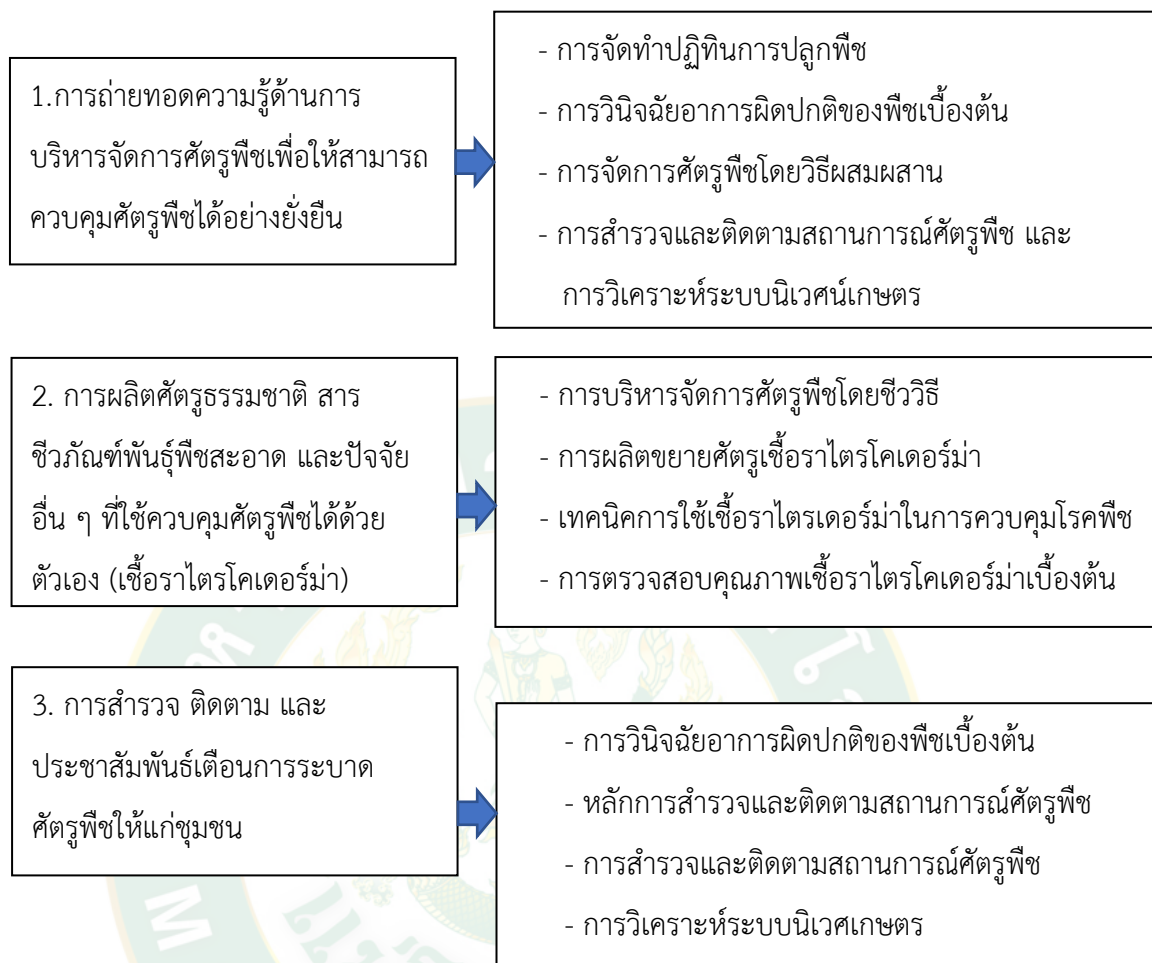 1.การถ่ายทอดความรู้ด้านการ
บริหารจัดการศัตรูพืชเพื่อให้สามารถ
ควบคุมศัตรูพืชได้อย่างยั่งยืน
- การจัดทำปฏิทินการปลูกพืช
- การวินิจฉัยอาการผิดปกติของพืชเบื้องต้น
- การจัดการศัตรูพืชโดยวิธีผสมผสาน
- การสำรวจและติดตามสถานการณ์ศัตรูพืช และ
การวิเคราะห์ระบบนิเวศน์เกษตร
2. การผลิตศัตรูธรรมชาติ สาร
ชีวภัณฑ์พันธุ์พืชสะอาด และปัจจัย
อื่น ๆ ที่ใช้ควบคุมศัตรูพืชได้ด้วย
ตัวเอง (เชื้อราไตรโคเดอร์ม่า)
- การบริหารจัดการศัตรูพืชโดยชีววิธี
- การผลิตขยายศัตรูเชื้อราไตรโคเดอร์ม่า
- เทคนิคการใช้เชื้อราไตรเดอร์ม่าในการควบคุมโรคพืช
- การตรวจสอบคุณภาพเชื้อราไตรโคเดอร์ม่าเบื้องต้น
3. การสำรวจ ติดตาม และ
ประชาสัมพันธ์เตือนการระบาด
ศัตรูพืชให้แก่ชุมชน
- การวินิจฉัยอาการผิดปกติของพืชเบื้องต้น
- หลักการสำรวจและติดตามสถานการณ์ศัตรูพืช
- การสำรวจและติดตามสถานการณ์ศัตรูพืช
- การวิเคราะห์ระบบนิเวศเกษตร